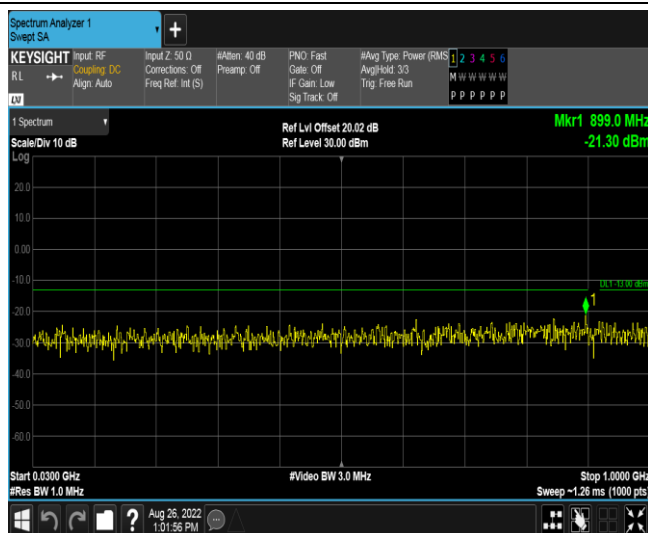 Spectrum Analyzer 1
Swept SA
+
KEYSIGHT
RL
LXI
Input: RF
Coupling: DC
Align: Auto
Input Z: 50 Ω
Corrections: Off
Freq Ref: Int (S)
#Atten: 40 dB
Preamp: Off
PNO: Fast
Gate: Off
IF Gain: Low
Sig Track: Off
#Avg Type: Power (RMS
Avg|Hold: 3/3
Trig: Free Run
1 2 3 4 5 6
M W W W W W
P P P P P P
1 Spectrum
Scale/Div 10 dB
Log
Ref Lvl Offset 20.02 dB
Ref Level 30.00 dBm
Mkr1 899.0 MHz
-21.30 dBm
20.0
10.0
0.00
-10.0
-20.0
-30.0
-40.0
-50.0
-60.0
DL1 -13.00 dBm
1
Start 0.0300 GHz
#Res BW 1.0 MHz
#Video BW 3.0 MHz
Stop 1.0000 GHz
Sweep ~1.26 ms (1000 pts)
?
Aug 26, 2022
1:01:56 PM